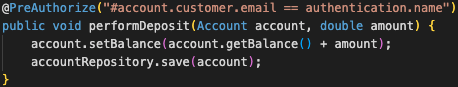 @PreAuthorize("#account.customer.email == authentication.name")
public void performDeposit(Account account, double amount) {
    account.setBalance(account.getBalance() + amount);
    accountRepository.save(account);
}